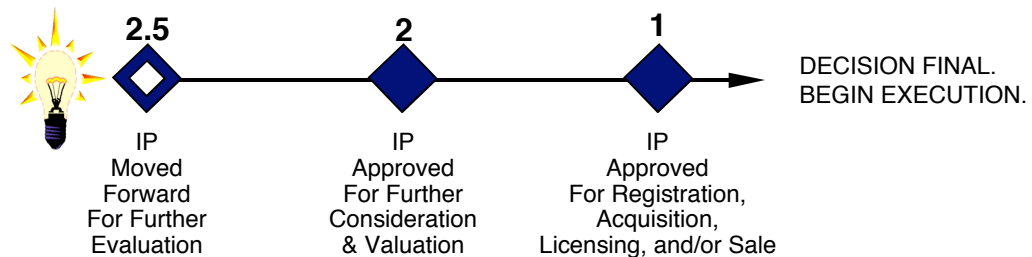 2.5
2
1
DECISION FINAL.
BEGIN EXECUTION.
IP
Moved
Forward
For Further
Evaluation
IP
Approved
For Further
Consideration
& Valuation
IP
Approved
For Registration,
Acquisition,
Licensing, and/or Sale